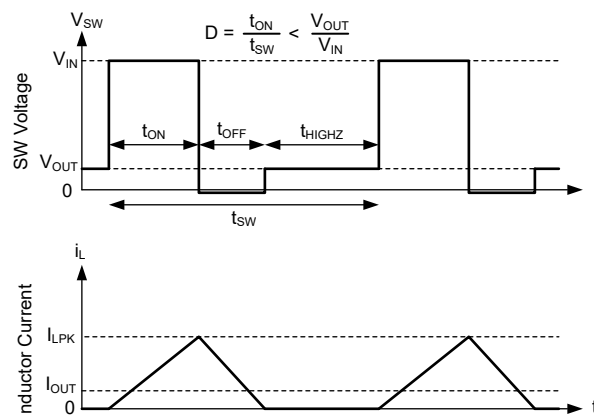 V_SW
D = t_ON / t_SW < V_OUT / V_IN
V_IN
SW Voltage
t_ON
t_OFF
t_HIGHZ
V_OUT
0
t_SW
i_L
nductor Current
I_LPK
I_OUT
0
t